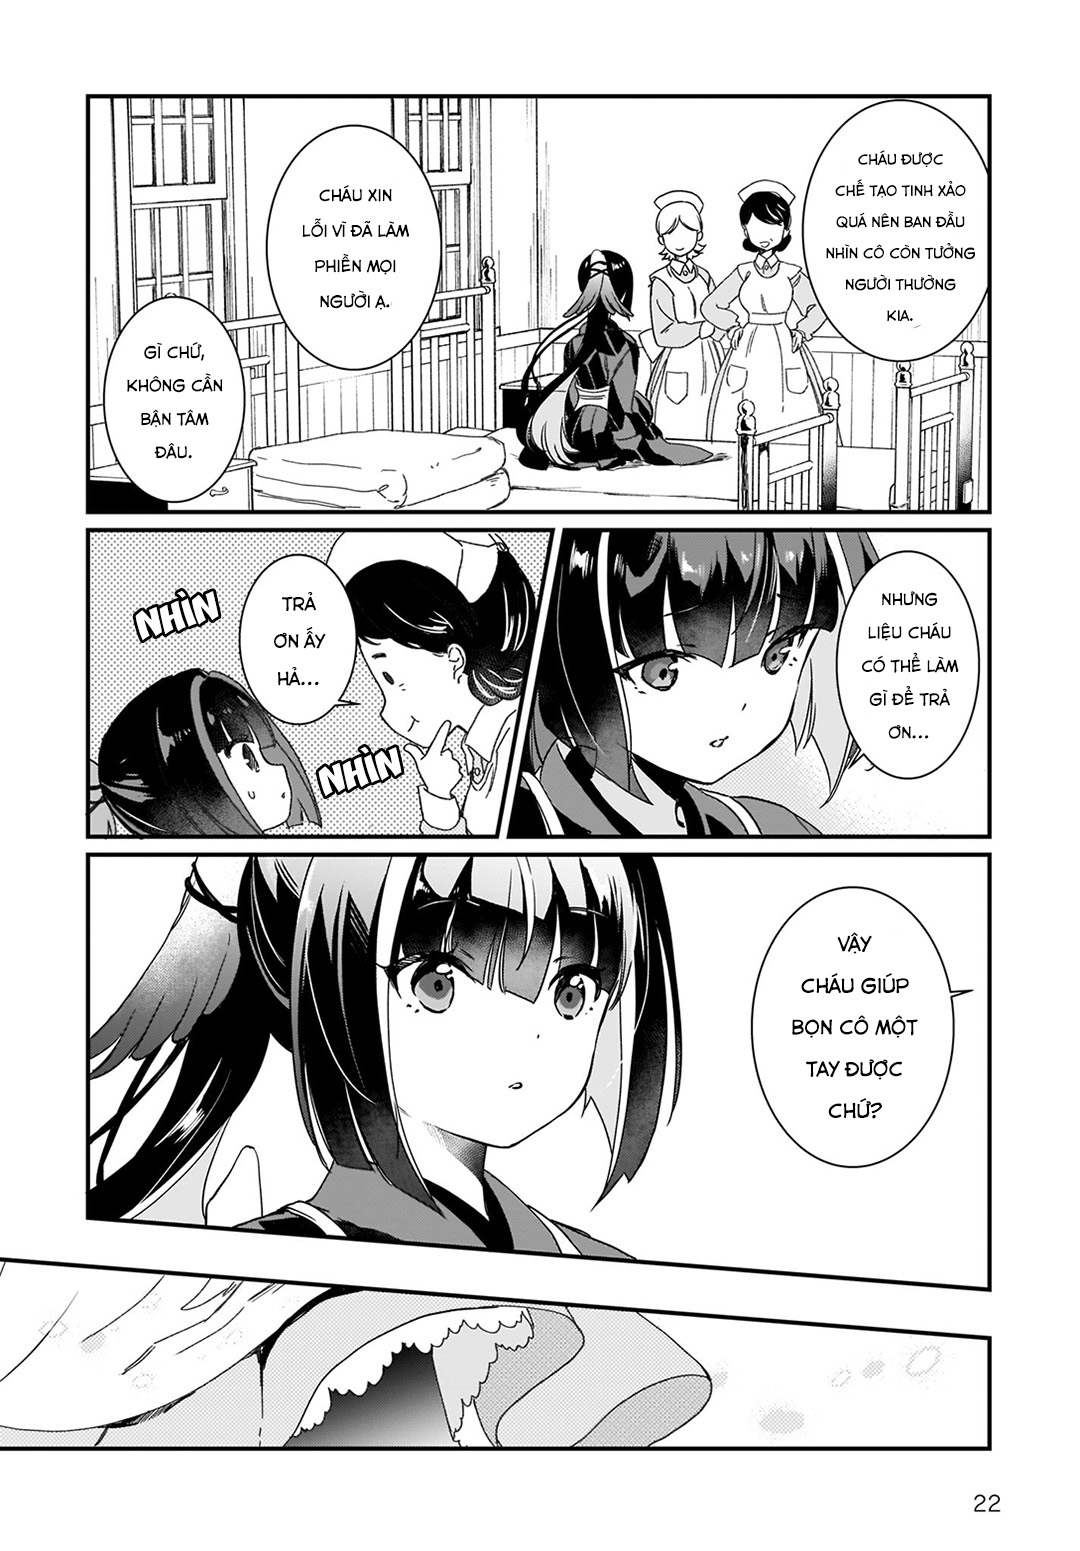 CHÁU ĐƯỢC
CHẾ TẠO TINH XẢO
QUÁ NÊN BAN ĐẦU
NHÌN CÔ CÒN TƯỞNG
NGƯỜI THƯỜNG
KIA.
CHÁU XIN
LỖI VÌ ĐÃ LÀM
PHIỀN MỌI
NGƯỜI Ạ.
GÌ CHỨ,
KHÔNG CẦN
BẬN TÂM
ĐÂU.
NHƯNG
LIỆU CHÁU
CÓ THỂ LÀM
GÌ ĐỂ TRẢ
ƠN...
TRẢ
ƠN ẤY
HẢ...
NHÌN
NHÌN
VẬY
CHÁU GIÚP
BỌN CÔ MỘT
TAY ĐƯỢC
CHỨ?
22